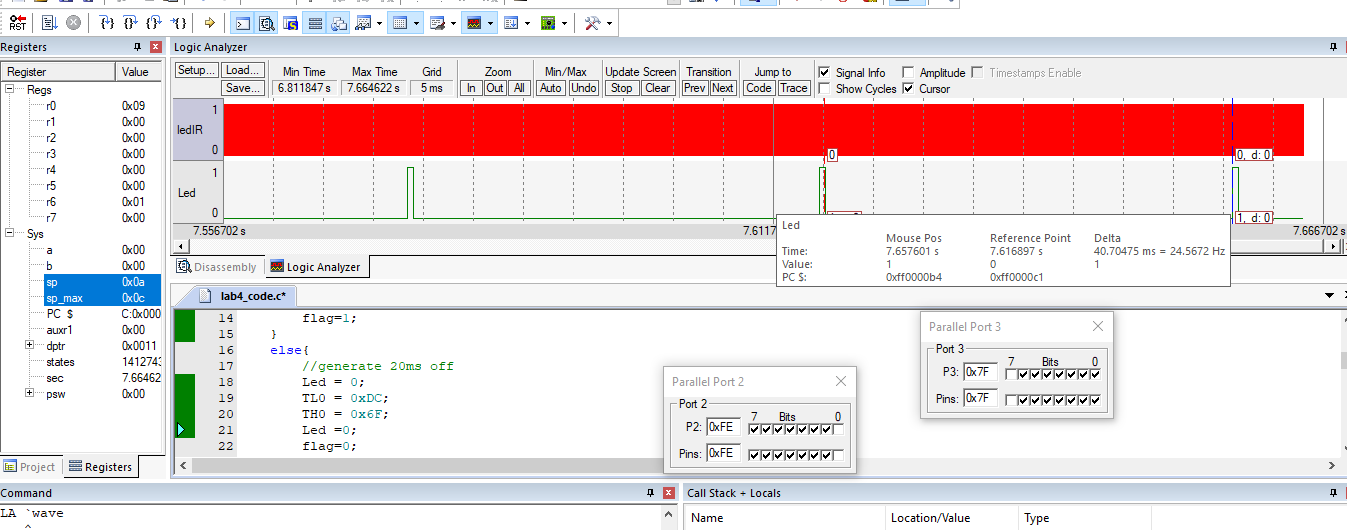 RST
Registers
Logic Analyzer
Register Value
Regs
r0 0x09
r1 0x00
r2 0x00
r3 0x00
r4 0x00
r5 0x00
r6 0x01
r7 0x00
Sys
a 0x00
b 0x00
sp 0x0a
sp_max 0x0c
PC $ C:0x000
auxr1 0x00
dptr 0x0011
states 1412743
sec 7.66462
psw 0x00
Project Registers
Setup... Load... Min Time Max Time Grid Zoom Min/Max Update Screen Transition Jump to Signal Info Amplitude Timestamps Enable
Save... 6.811847 s 7.664622 s 5 ms In Out All Auto Undo Stop Clear Prev Next Code Trace Show Cycles Cursor
1
ledIR
0
0
0, d: 0
1
Led
0
1, d: 0
7.556702 s 7.6117 7.666702 s
Led
Mouse Pos Reference Point Delta
Time: 7.657601 s 7.616897 s 40.70475 ms = 24.5672 Hz
Value: 1 0 1
PC $: 0xff0000b4 0xff0000c1
Disassembly Logic Analyzer
lab4_code.c*
14 flag=1;
15 }
16 else{
17 //generate 20ms off
18 Led = 0;
19 TL0 = 0xDC;
20 TH0 = 0x6F;
21 Led =0;
22 flag=0;
Parallel Port 2
Port 2
7 Bits 0
P2: 0xFE
Pins: 0xFE
Parallel Port 3
Port 3
7 Bits 0
P3: 0x7F
Pins: 0x7F
Command
LA `wave
^
Call Stack + Locals
Name Location/Value Type